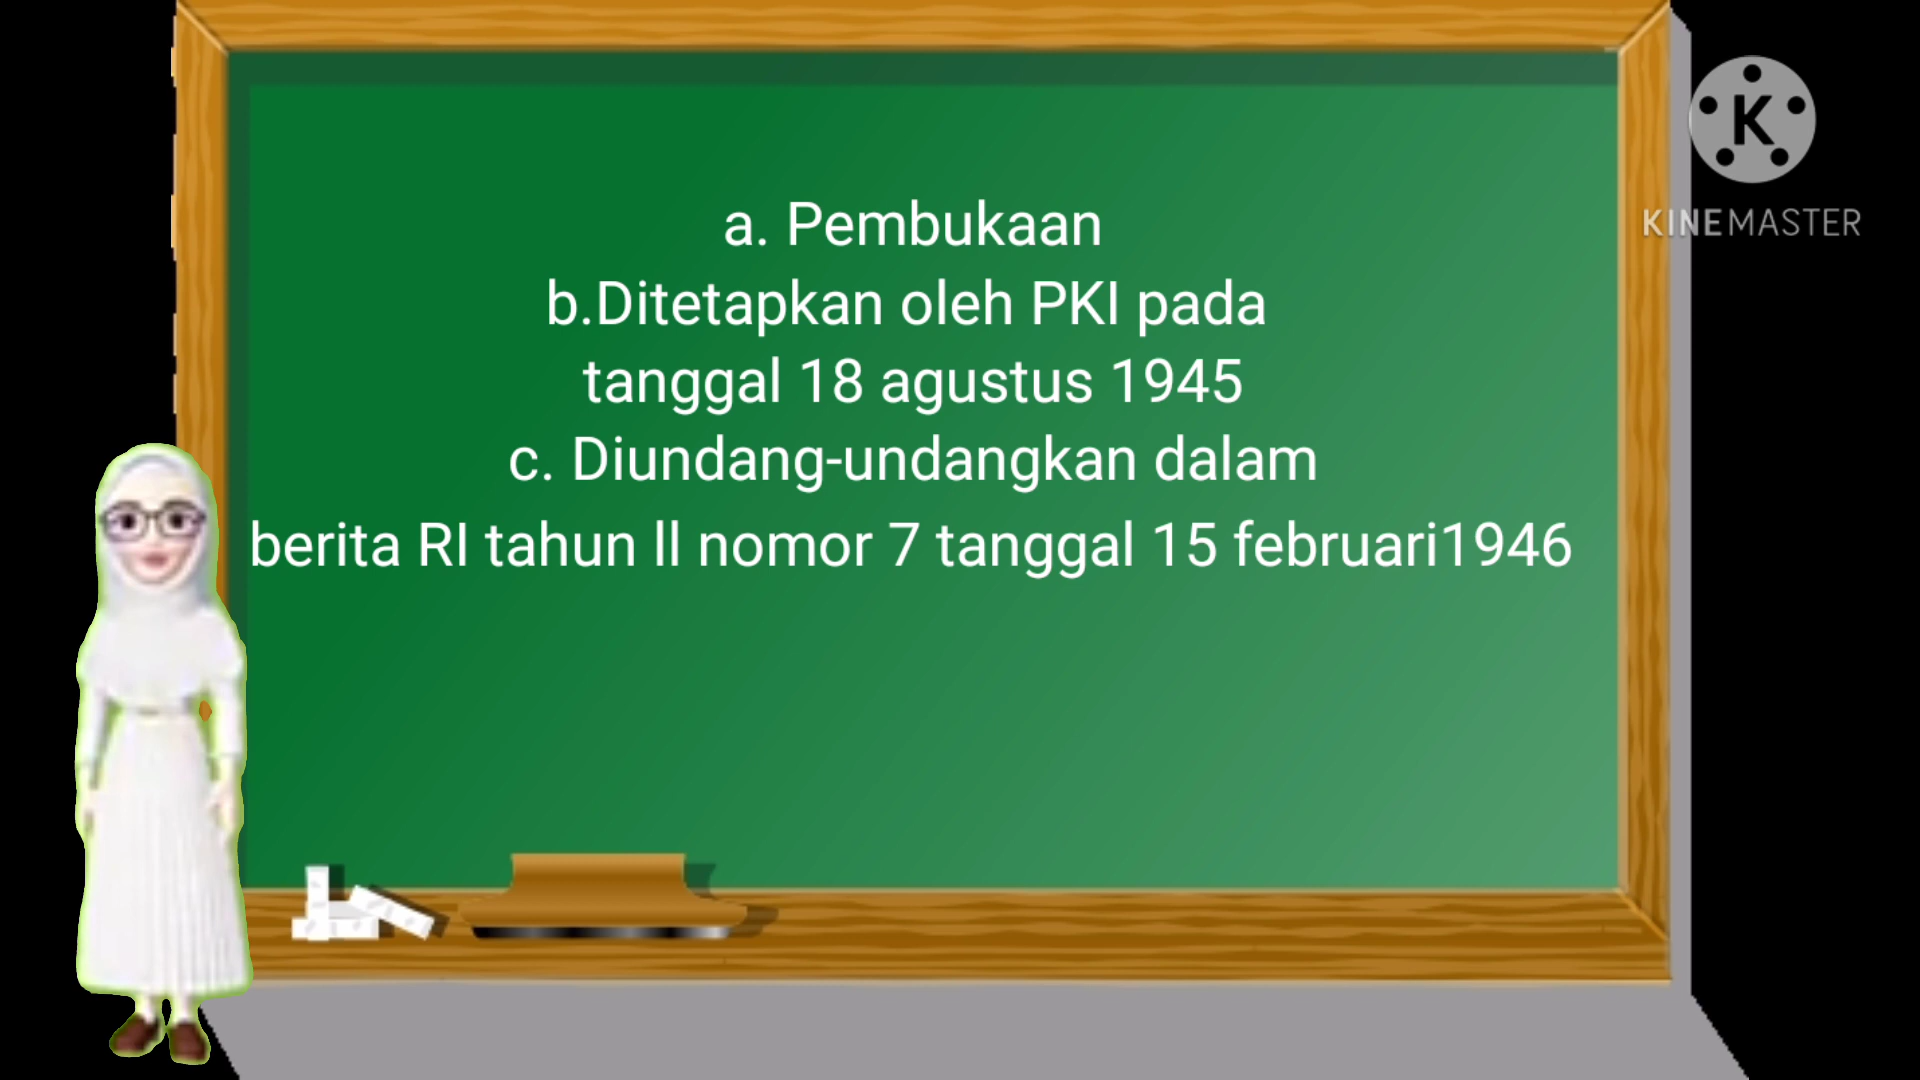 a. Pembukaan
b.Ditetapkan oleh PKI pada
tanggal 18 agustus 1945
c. Diundang-undangkan dalam
berita RI tahun ll nomor 7 tanggal 15 februari1946
K
KINEMASTER